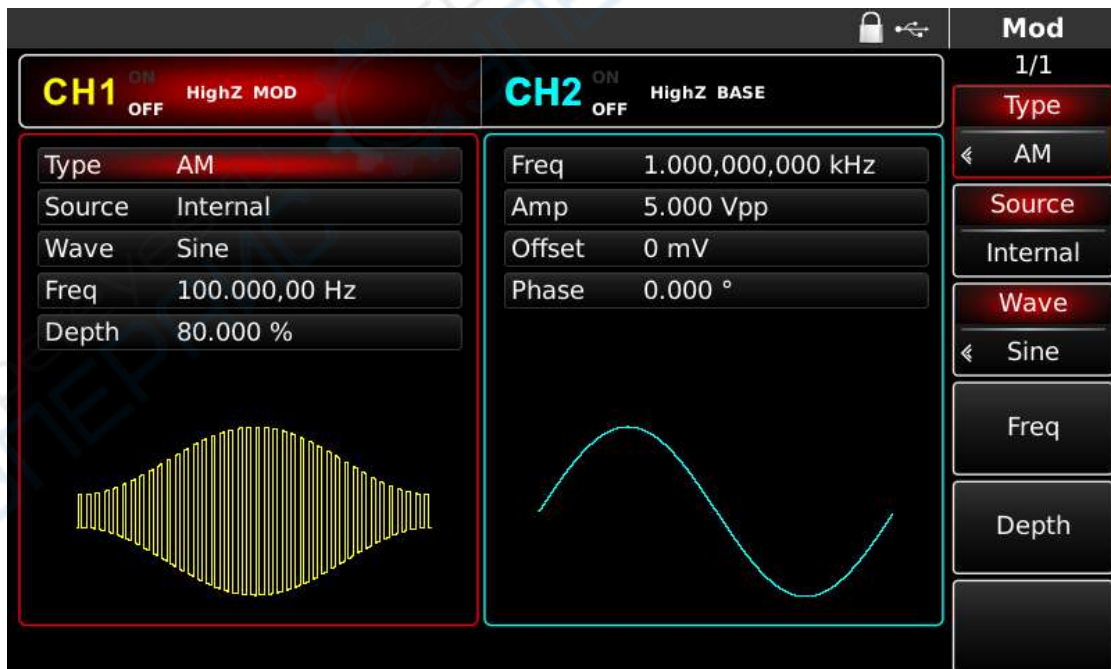 Mod
1/1
CH1 ON OFF HighZ MOD
CH2 ON OFF HighZ BASE
Type AM
Source Internal
Wave Sine
Freq 100.000,00 Hz
Depth 80.000 %
Freq 1.000,000,000 kHz
Amp 5.000 Vpp
Offset 0 mV
Phase 0.000 °
Type
AM
Source
Internal
Wave
Sine
Freq
Depth